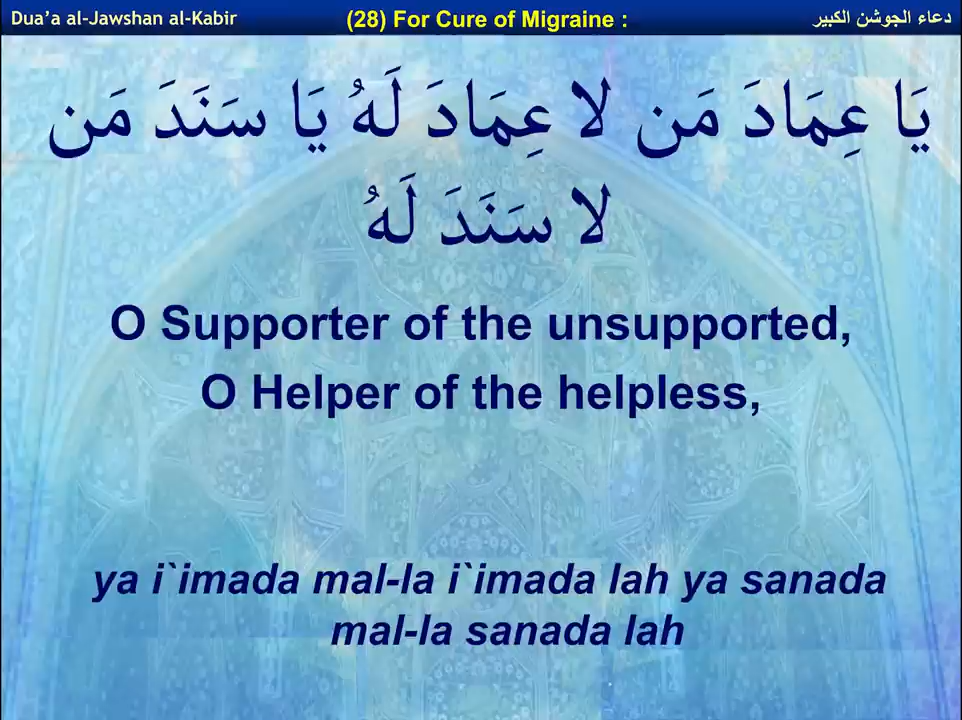 Dua’a al-Jawshan al-Kabir (28) For Cure of Migraine : دعاء الجوشن الكبير
يَا عِمَادَ مَن لا عِمَادَ لَهُ يَا سَنَدَ مَن
لا سَنَدَ لَهُ
O Supporter of the unsupported,
O Helper of the helpless,
ya i`imada mal-la i`imada lah ya sanada
mal-la sanada lah